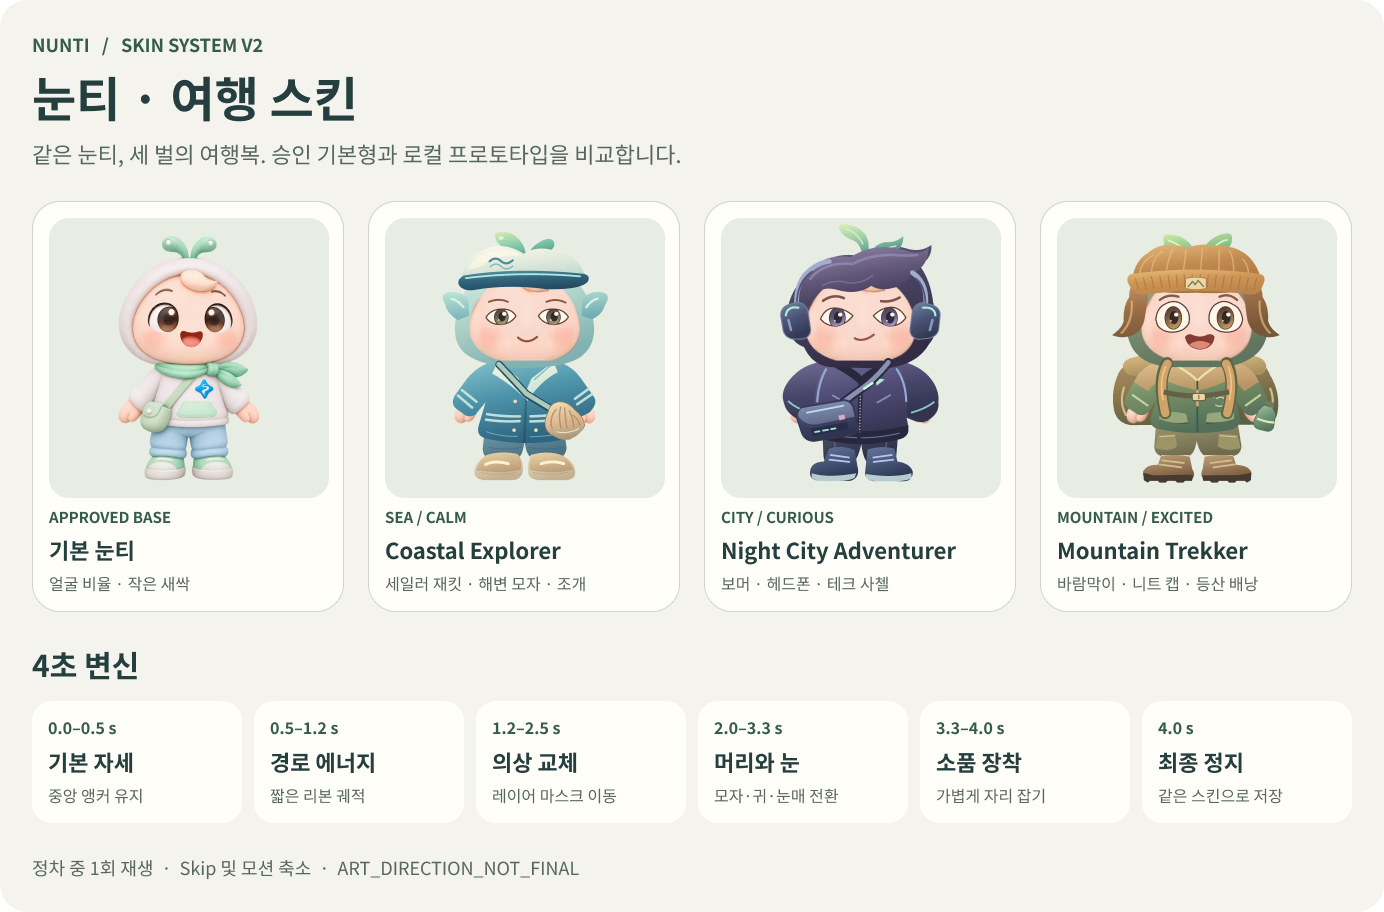 NUNTI / SKIN SYSTEM V2
눈티 · 여행 스킨
같은 눈티, 세 벌의 여행복. 승인 기본형과 로컬 프로토타입을 비교합니다.
APPROVED BASE
기본 눈티
얼굴 비율 · 작은 새싹
SEA / CALM
Coastal Explorer
세일러 재킷 · 해변 모자 · 조개
CITY / CURIOUS
Night City Adventurer
보머 · 헤드폰 · 테크 사첼
MOUNTAIN / EXCITED
Mountain Trekker
바람막이 · 니트 캡 · 등산 배낭
4초 변신
0.0–0.5 s
기본 자세
중앙 앵커 유지
0.5–1.2 s
경로 에너지
짧은 리본 궤적
1.2–2.5 s
의상 교체
레이어 마스크 이동
2.0–3.3 s
머리와 눈
모자·귀·눈매 전환
3.3–4.0 s
소품 장착
가볍게 자리 잡기
4.0 s
최종 정지
같은 스킨으로 저장
정차 중 1회 재생 · Skip 및 모션 축소 · ART_DIRECTION_NOT_FINAL